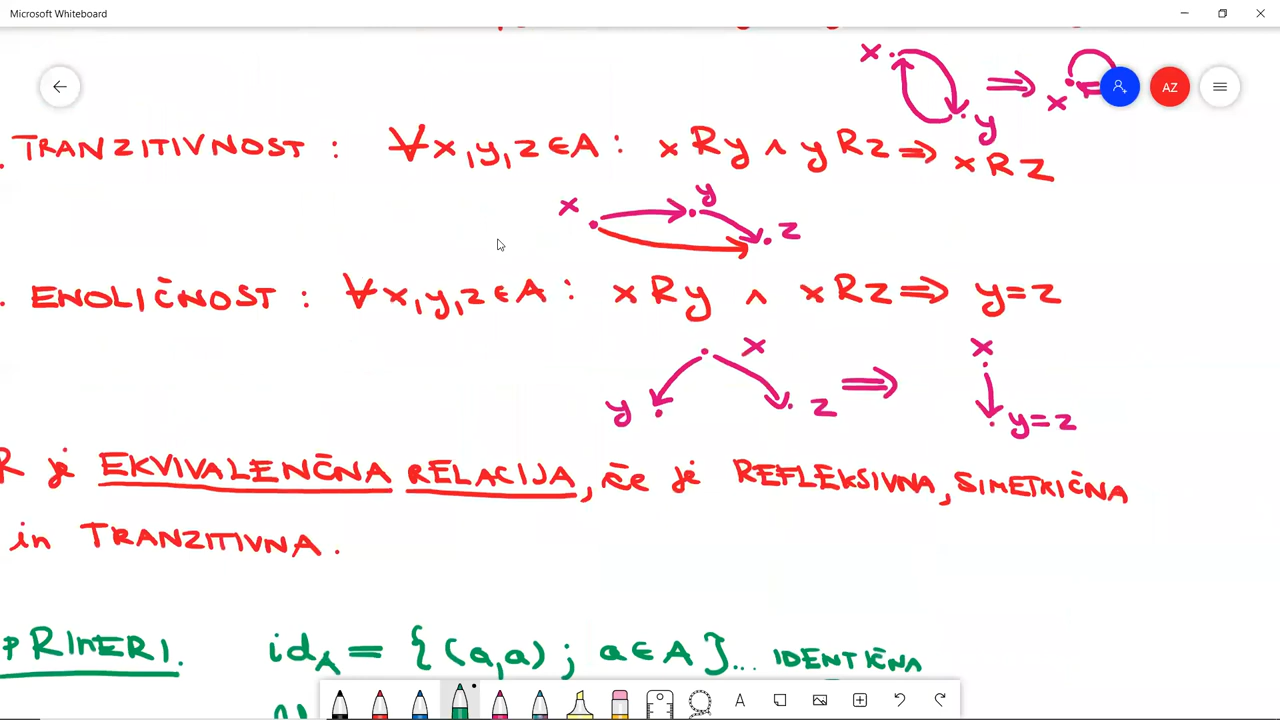 Microsoft Whiteboard
x y ⇒ x
AZ
. TRANZITIVNOST : ∀x,y,z∈A : xRy ∧ yRz ⇒ xRz
x y z
. ENOLIČNOST : ∀x,y,z∈A : xRy ∧ xRz ⇒ y=z
x y z ⇒ x y=z
R je EKVIVALENČNA RELACIJA, če je REFLEKSIVNA, SIMETRIČNA
in TRANZITIVNA.
PRIMERI. id_A = {(a,a) ; a∈A}... IDENTIČNA
A